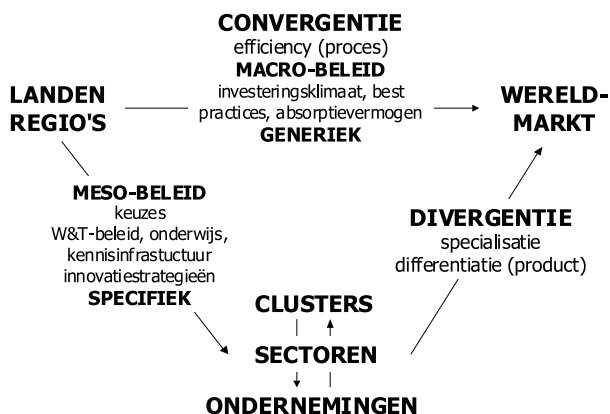 CONVERGENTIE
efficiency (proces)
MACRO-BELEID
investeringsklimaat, best
practices, absorptievermogen
GENERIEK
LANDEN
REGIO'S
WERELD-
MARKT
MESO-BELEID
keuzes
W&T-beleid, onderwijs,
kennisinfrastuctuur
innovatiestrategieën
SPECIFIEK
DIVERGENTIE
specialisatie
differentiatie (product)
CLUSTERS
SECTOREN
ONDERNEMINGEN